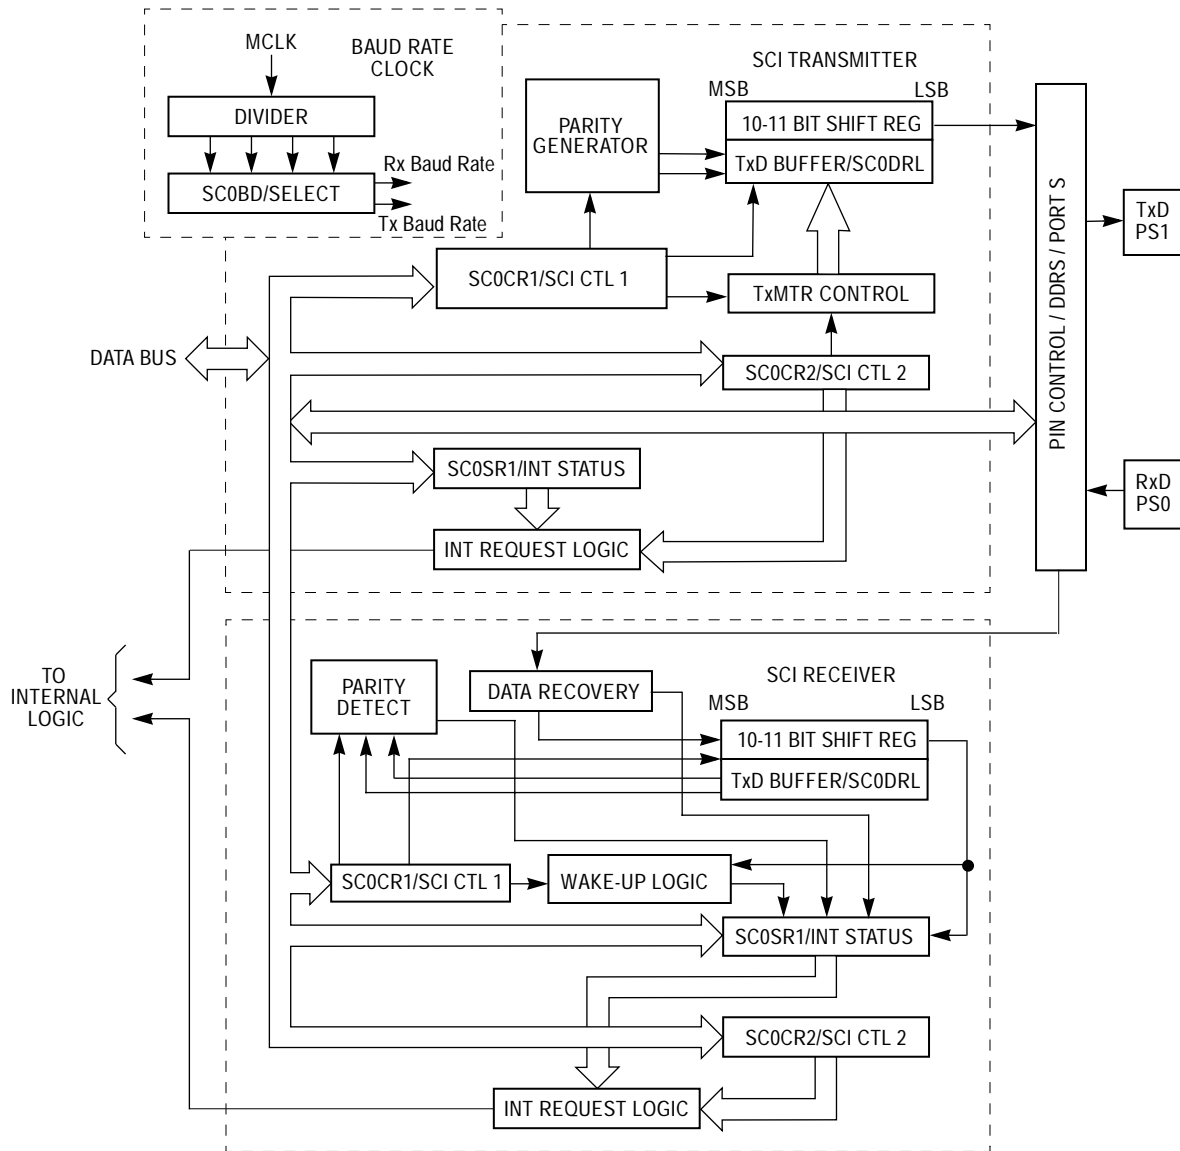 MCLK
BAUD RATE
CLOCK
DIVIDER
Rx Baud Rate
SC0BD/SELECT
Tx Baud Rate
SCI TRANSMITTER
MSB
LSB
PARITY
GENERATOR
10-11 BIT SHIFT REG
TxD BUFFER/SC0DRL
SC0CR1/SCI CTL 1
TxMTR CONTROL
DATA BUS
SC0CR2/SCI CTL 2
SC0SR1/INT STATUS
INT REQUEST LOGIC
PIN CONTROL / DDRS / PORT S
TxD
PS1
RxD
PS0
TO
INTERNAL
LOGIC
SCI RECEIVER
PARITY
DETECT
DATA RECOVERY
MSB
LSB
10-11 BIT SHIFT REG
TxD BUFFER/SC0DRL
SC0CR1/SCI CTL 1
WAKE-UP LOGIC
SC0SR1/INT STATUS
SC0CR2/SCI CTL 2
INT REQUEST LOGIC